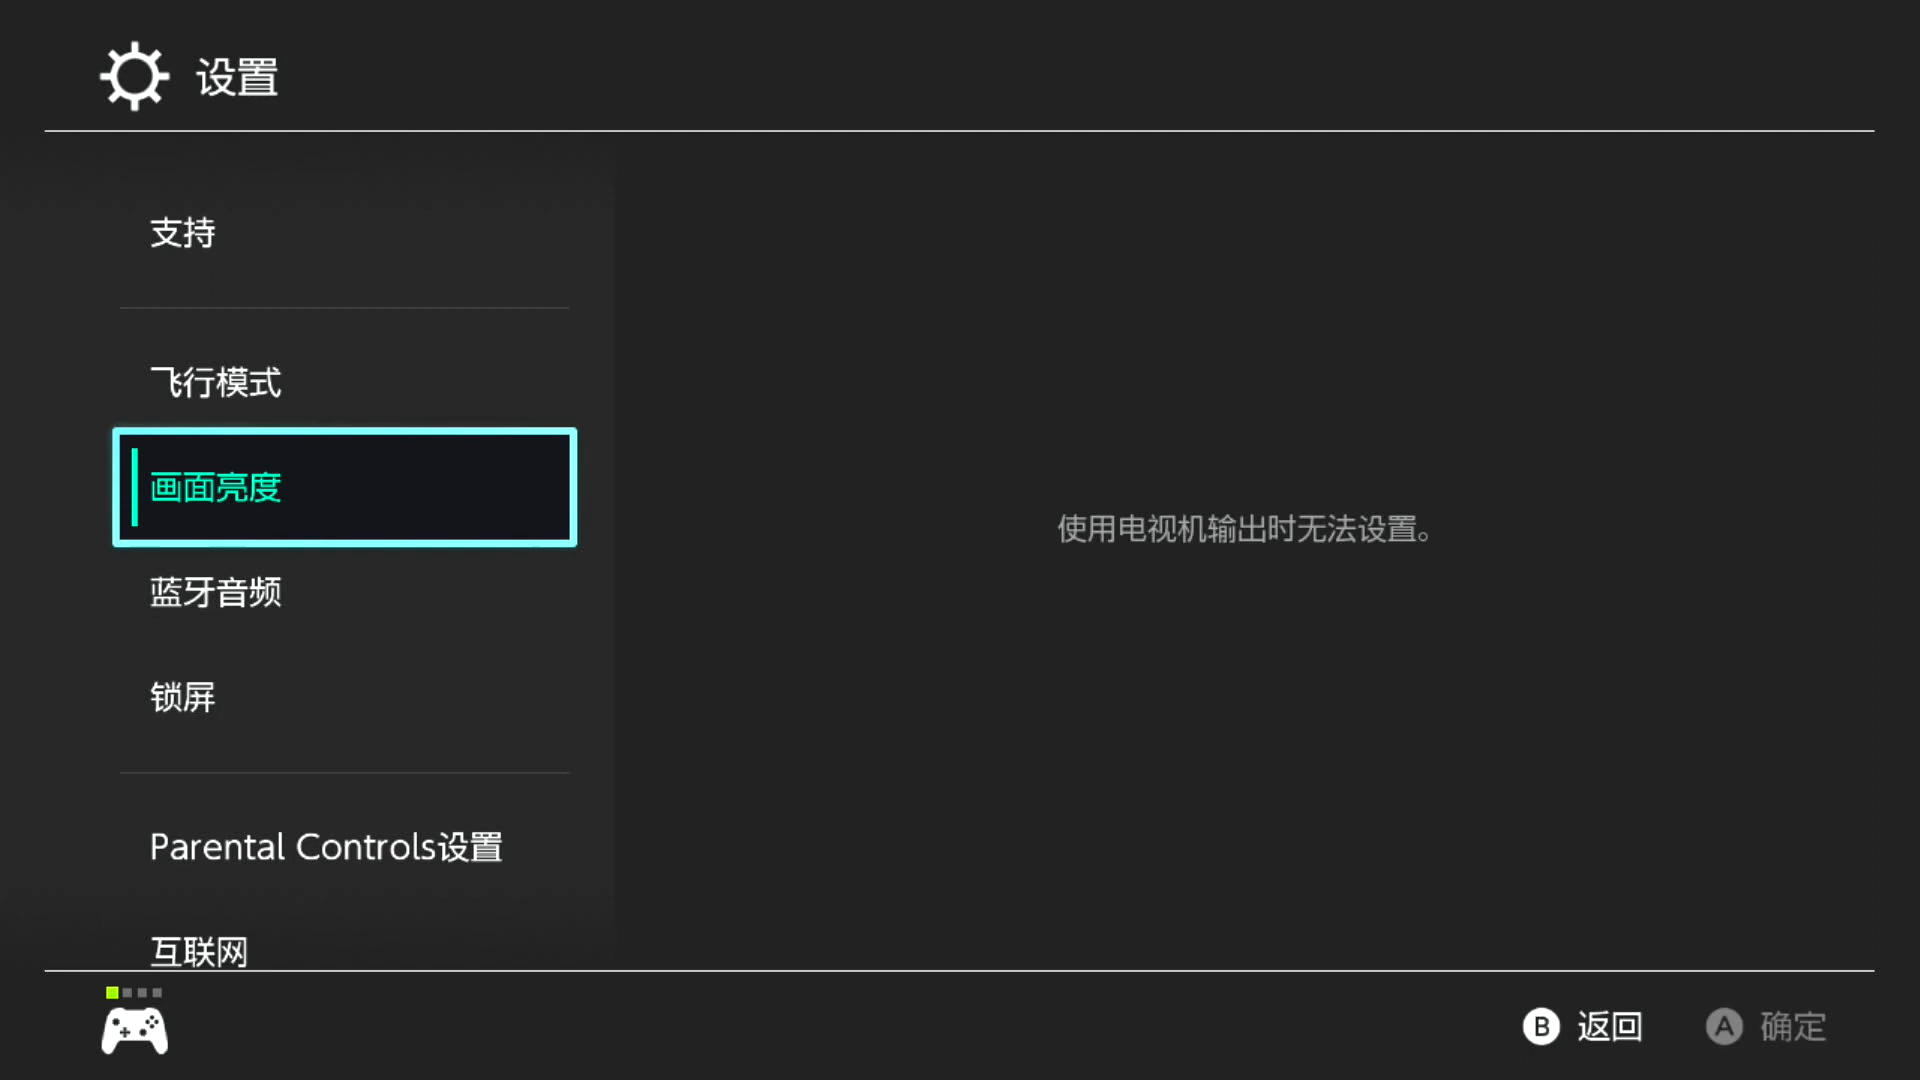 设置
支持
飞行模式
画面亮度
使用电视机输出时无法设置。
蓝牙音频
锁屏
Parental Controls设置
互联网
B 返回
A 确定